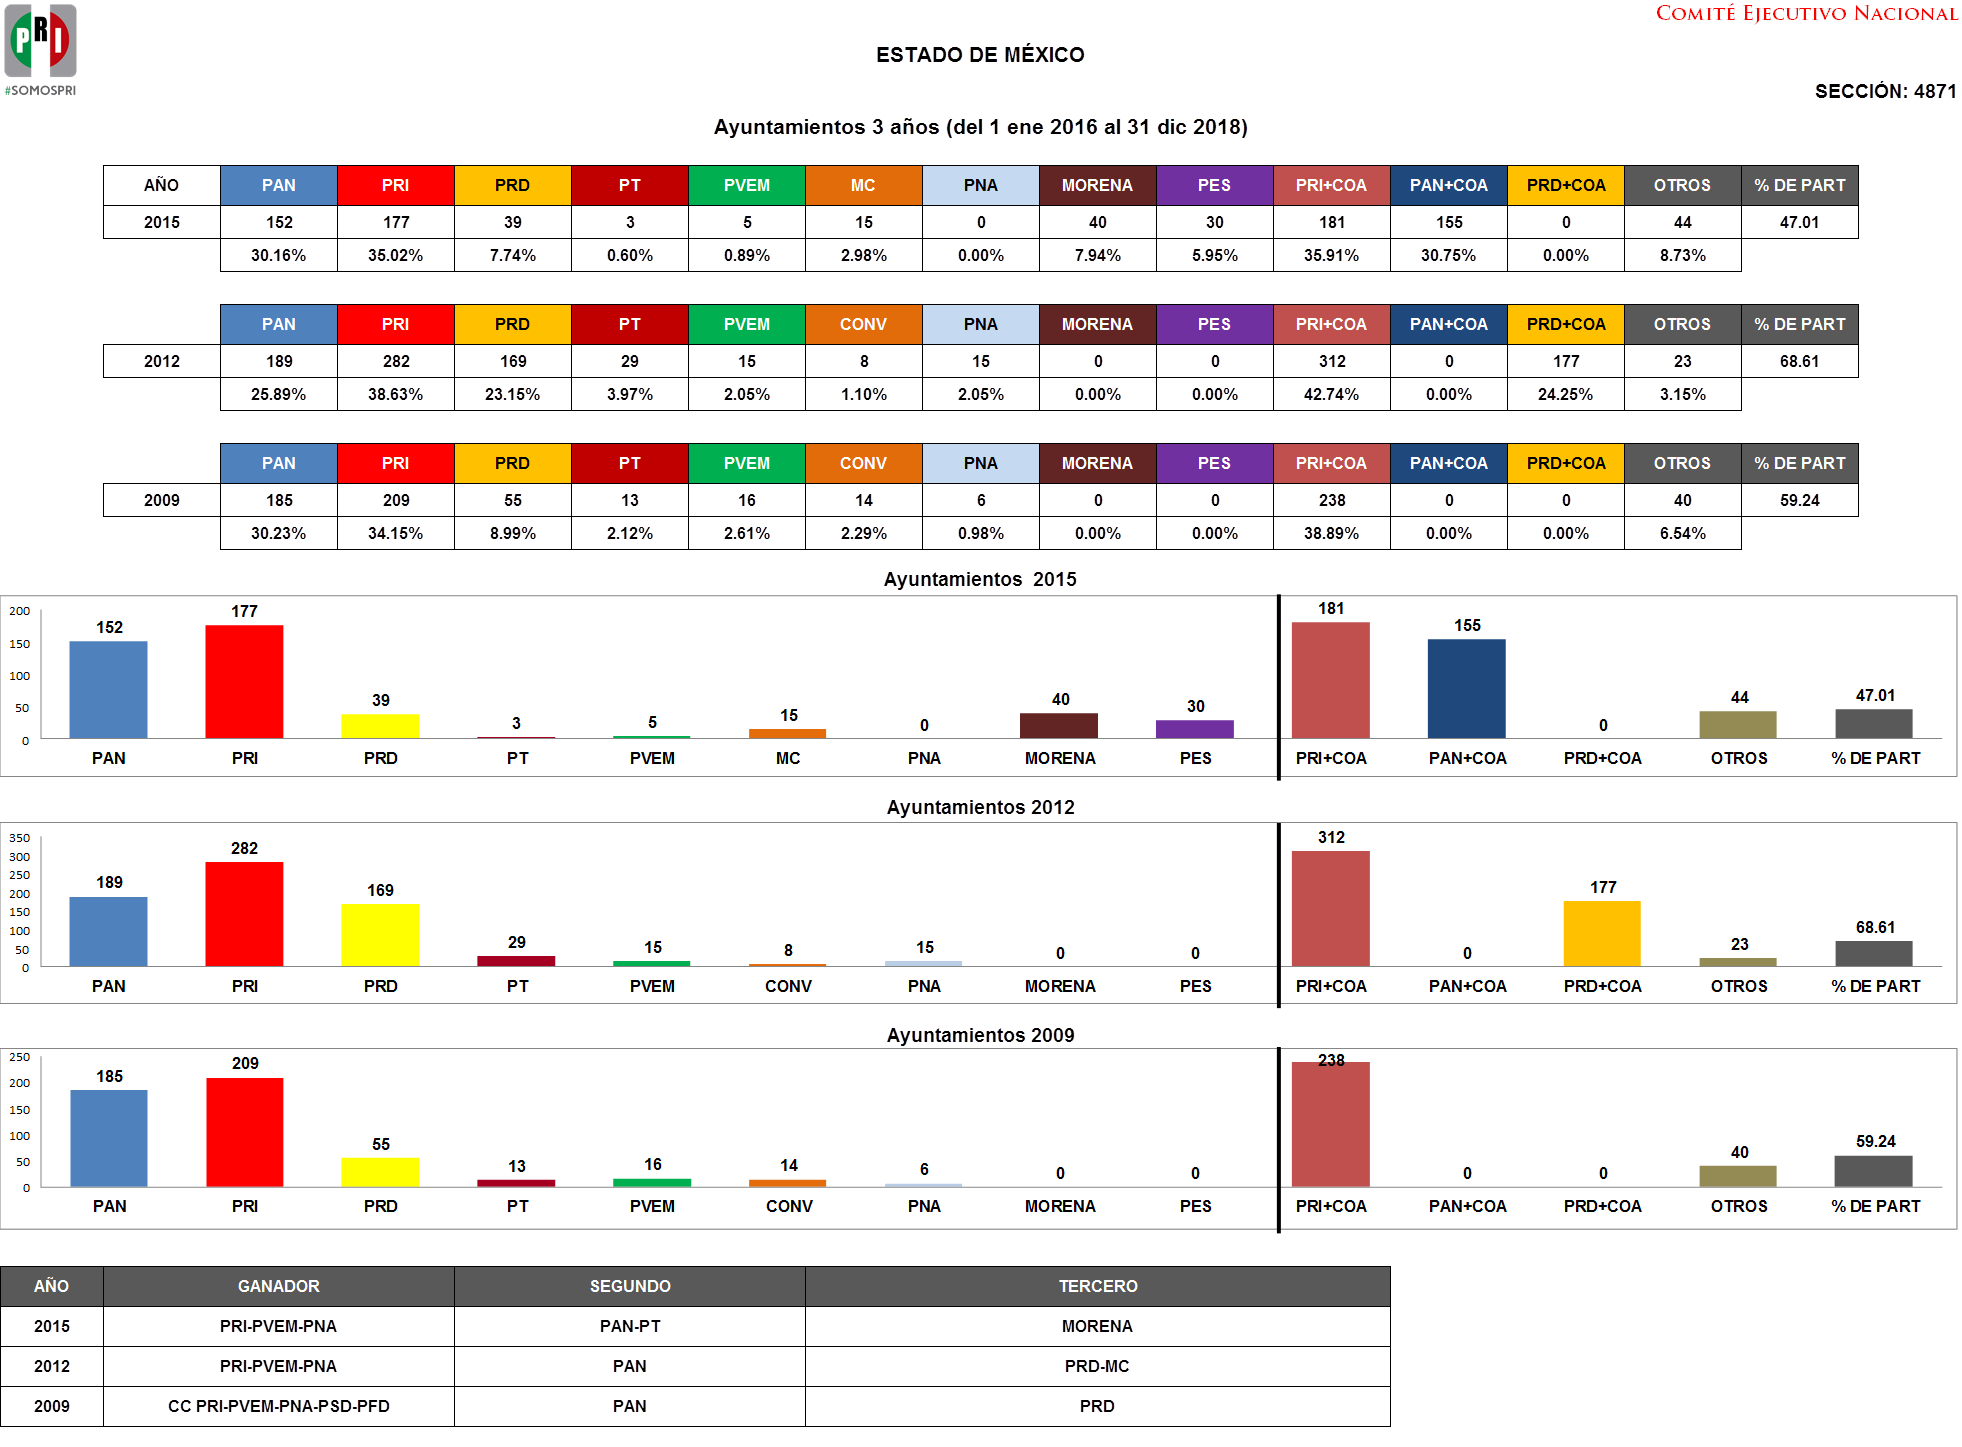 PRI
#SOMOSPRI
COMITÉ EJECUTIVO NACIONAL
ESTADO DE MÉXICO
SECCIÓN: 4871
Ayuntamientos 3 años (del 1 ene 2016 al 31 dic 2018)
AÑO PAN PRI PRD PT PVEM MC PNA MORENA PES PRI+COA PAN+COA PRD+COA OTROS % DE PART
2015 152 177 39 3 5 15 0 40 30 181 155 0 44 47.01
30.16% 35.02% 7.74% 0.60% 0.89% 2.98% 0.00% 7.94% 5.95% 35.91% 30.75% 0.00% 8.73%
PAN PRI PRD PT PVEM CONV PNA MORENA PES PRI+COA PAN+COA PRD+COA OTROS % DE PART
2012 189 282 169 29 15 8 15 0 0 312 0 177 23 68.61
25.89% 38.63% 23.15% 3.97% 2.05% 1.10% 2.05% 0.00% 0.00% 42.74% 0.00% 24.25% 3.15%
PAN PRI PRD PT PVEM CONV PNA MORENA PES PRI+COA PAN+COA PRD+COA OTROS % DE PART
2009 185 209 55 13 16 14 6 0 0 238 0 0 40 59.24
30.23% 34.15% 8.99% 2.12% 2.61% 2.29% 0.98% 0.00% 0.00% 38.89% 0.00% 0.00% 6.54%
Ayuntamientos 2015
200
150
100
50
0
152 177 39 3 5 15 0 40 30 181 155 0 44 47.01
PAN PRI PRD PT PVEM MC PNA MORENA PES PRI+COA PAN+COA PRD+COA OTROS % DE PART
Ayuntamientos 2012
350
300
250
200
150
100
50
0
189 282 169 29 15 8 15 0 0 312 0 177 23 68.61
PAN PRI PRD PT PVEM CONV PNA MORENA PES PRI+COA PAN+COA PRD+COA OTROS % DE PART
Ayuntamientos 2009
250
200
150
100
50
0
185 209 55 13 16 14 6 0 0 238 0 0 40 59.24
PAN PRI PRD PT PVEM CONV PNA MORENA PES PRI+COA PAN+COA PRD+COA OTROS % DE PART
AÑO GANADOR SEGUNDO TERCERO
2015 PRI-PVEM-PNA PAN-PT MORENA
2012 PRI-PVEM-PNA PAN PRD-MC
2009 CC PRI-PVEM-PNA-PSD-PFD PAN PRD